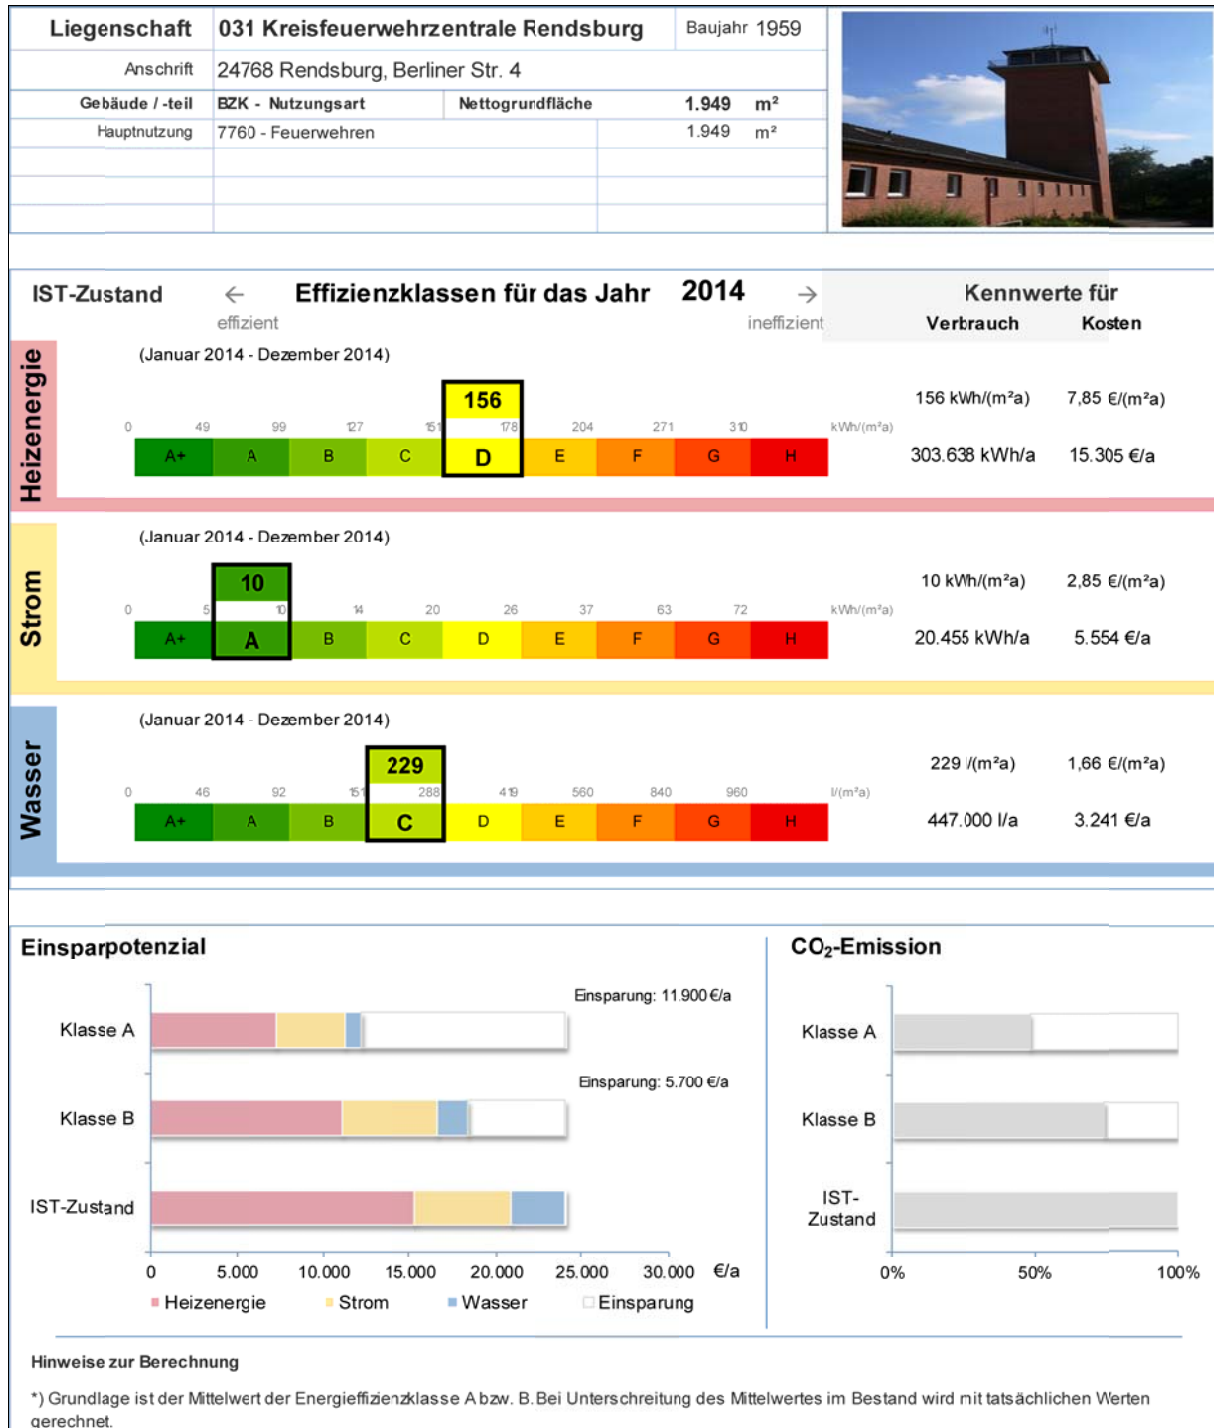 Liegenschaft 031 Kreisfeuerwehrzentrale Rendsburg Baujahr 1959
Anschrift 24768 Rendsburg, Berliner Str. 4
Gebäude / -teil BZK - Nutzungsart Nettogrundfläche 1.949 m²
Hauptnutzung 7760 - Feuerwehren 1.949 m²
IST-Zustand ← Effizienzklassen für das Jahr 2014 → Kennwerte für
effizient ineffizient Verbrauch Kosten
Heizenergie
(Januar 2014 - Dezember 2014)
156 156 kWh/(m²a) 7,85 €/(m²a)
0 49 99 127 151 178 204 271 310 kWh/(m²a)
A+ A B C D E F G H 303.638 kWh/a 15.305 €/a
Strom
(Januar 2014 - Dezember 2014)
10 10 kWh/(m²a) 2,85 €/(m²a)
0 5 10 14 20 26 37 63 72 kWh/(m²a)
A+ A B C D E F G H 20.455 kWh/a 5.554 €/a
Wasser
(Januar 2014 - Dezember 2014)
229 229 l/(m²a) 1,66 €/(m²a)
0 46 92 151 288 419 560 840 960 l/(m²a)
A+ A B C D E F G H 447.000 l/a 3.241 €/a
Einsparpotenzial
Einsparung: 11.900 €/a
Klasse A
Einsparung: 5.700 €/a
Klasse B
IST-Zustand
0 5.000 10.000 15.000 20.000 25.000 30.000 €/a
Heizenergie Strom Wasser Einsparung
CO₂-Emission
Klasse A
Klasse B
IST-
Zustand
0% 50% 100%
Hinweise zur Berechnung
*) Grundlage ist der Mittelwert der Energieffizienzklasse A bzw. B.Bei Unterschreitung des Mittelwertes im Bestand wird mit tatsächlichen Werten
gerechnet.